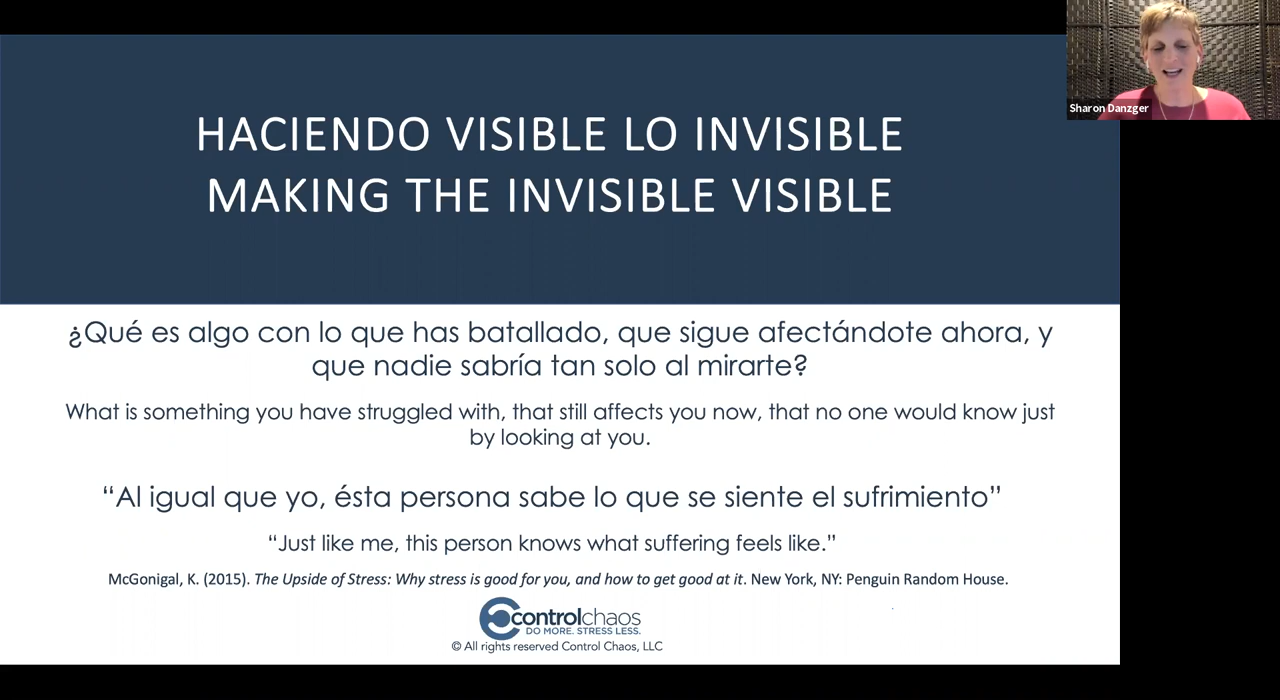 HACIENDO VISIBLE LO INVISIBLE
MAKING THE INVISIBLE VISIBLE
Sharon Danzger
¿Qué es algo con lo que has batallado, que sigue afectándote ahora, y
que nadie sabría tan solo al mirarte?
What is something you have struggled with, that still affects you now, that no one would know just
by looking at you.
“Al igual que yo, ésta persona sabe lo que se siente el sufrimiento”
“Just like me, this person knows what suffering feels like.”
McGonigal, K. (2015). The Upside of Stress: Why stress is good for you, and how to get good at it. New York, NY: Penguin Random House.
controlchaos
DO MORE. STRESS LESS.
© All rights reserved Control Chaos, LLC